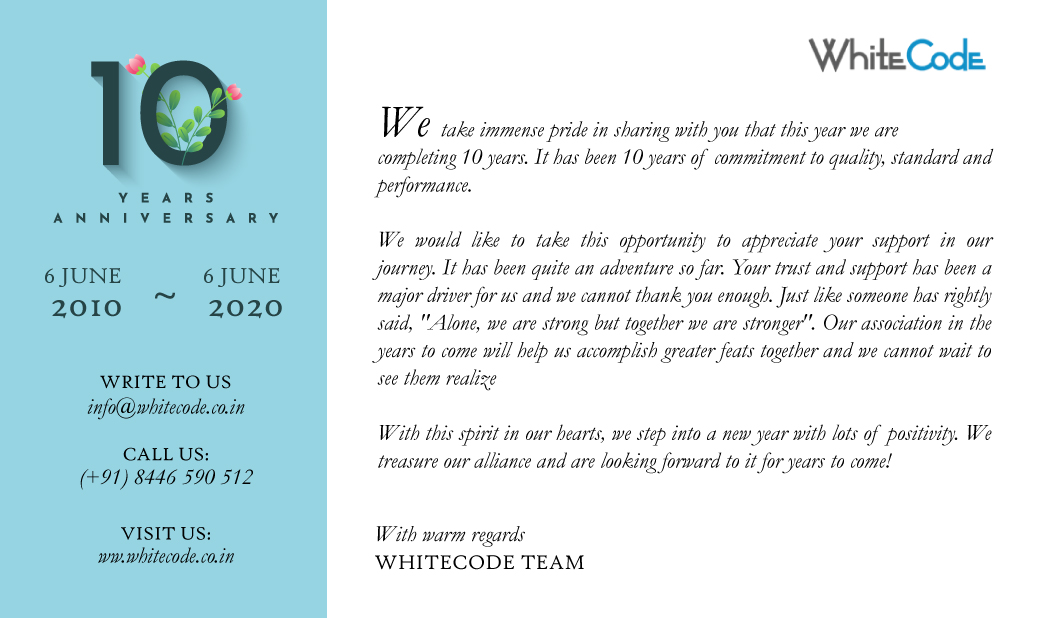 10
YEARS
ANNIVERSARY
6 JUNE
2010
~
6 JUNE
2020
WRITE TO US
info@whitecode.co.in
CALL US:
(+91) 8446 590 512
VISIT US:
ww.whitecode.co.in
WhiteCode
We take immense pride in sharing with you that this year we are
completing 10 years. It has been 10 years of commitment to quality, standard and
performance.
We would like to take this opportunity to appreciate your support in our
journey. It has been quite an adventure so far. Your trust and support has been a
major driver for us and we cannot thank you enough. Just like someone has rightly
said, "Alone, we are strong but together we are stronger". Our association in the
years to come will help us accomplish greater feats together and we cannot wait to
see them realize
With this spirit in our hearts, we step into a new year with lots of positivity. We
treasure our alliance and are looking forward to it for years to come!
With warm regards
WHITECODE TEAM